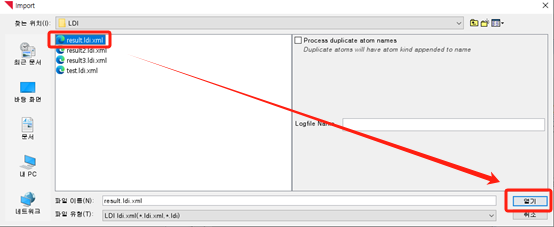 Import
찾는 위치(I):
LDI
result.ldi.xml
result2.ldi.xml
result3.ldi.xml
test.ldi.xml
최근 문서
바탕 화면
문서
내 PC
네트워크
Process duplicate atom names
Duplicate atoms will have atom kind appended to name
Logfile Name
파일 이름(N):
result.ldi.xml
열기
파일 유형(T):
LDI ldi.xml(*.ldi.xml,*.ldi)
취소